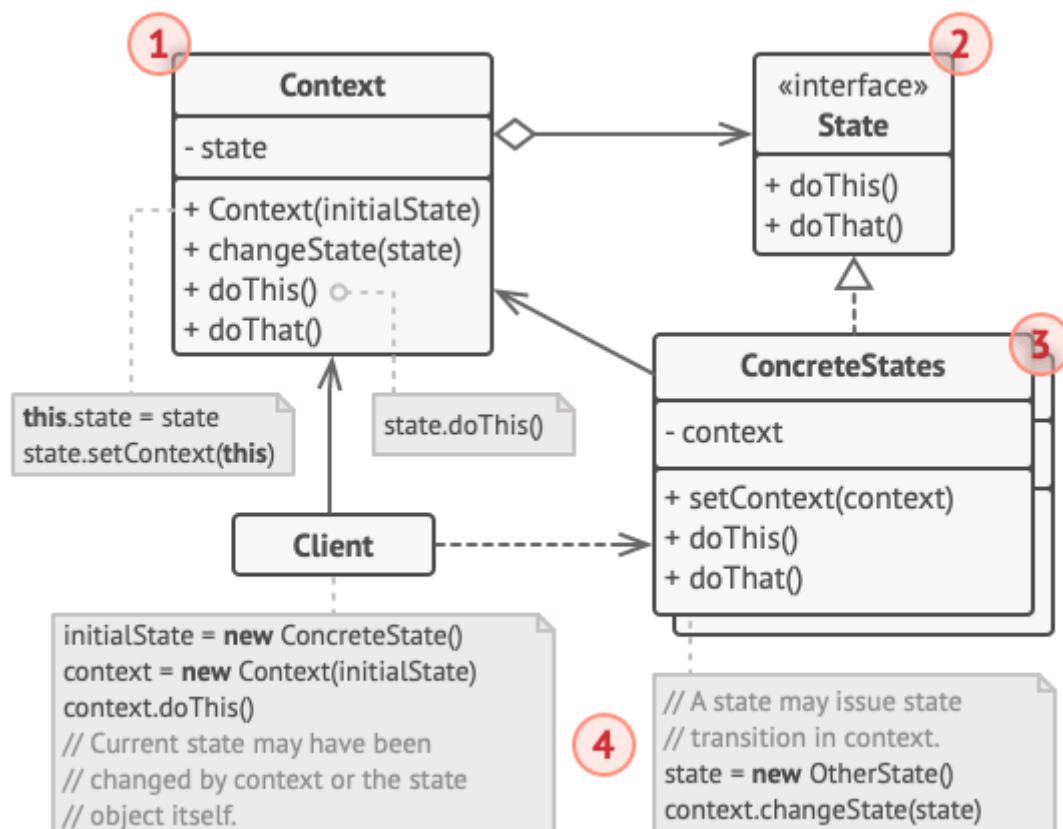 1
Context
- state
+ Context(initialState)
+ changeState(state)
+ doThis()
+ doThat()
2
«interface»
State
+ doThis()
+ doThat()
3
ConcreteStates
- context
+ setContext(context)
+ doThis()
+ doThat()
this.state = state
state.setContext(this)
state.doThis()
Client
initialState = new ConcreteState()
context = new Context(initialState)
context.doThis()
// Current state may have been
// changed by context or the state
// object itself.
4
// A state may issue state
// transition in context.
state = new OtherState()
context.changeState(state)